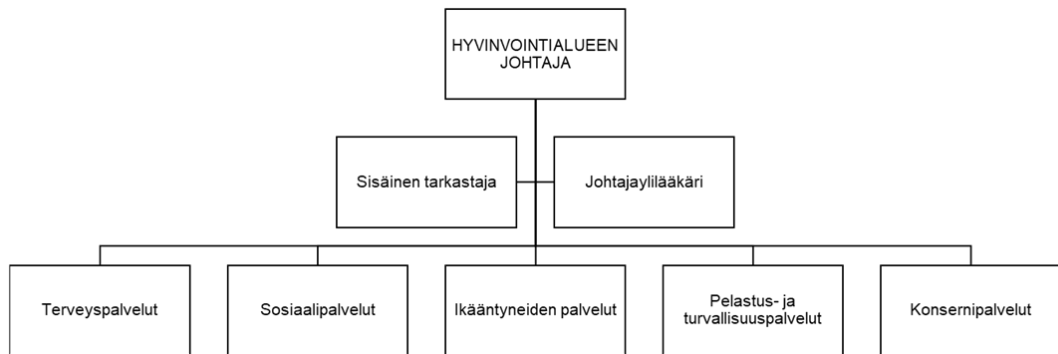 HYVINVOINTIALUEEN
JOHTAJA
Sisäinen tarkastaja
Johtajaylilääkäri
Terveyspalvelut
Sosiaalipalvelut
Ikääntyneiden palvelut
Pelastus- ja
turvallisuuspalvelut
Konsernipalvelut